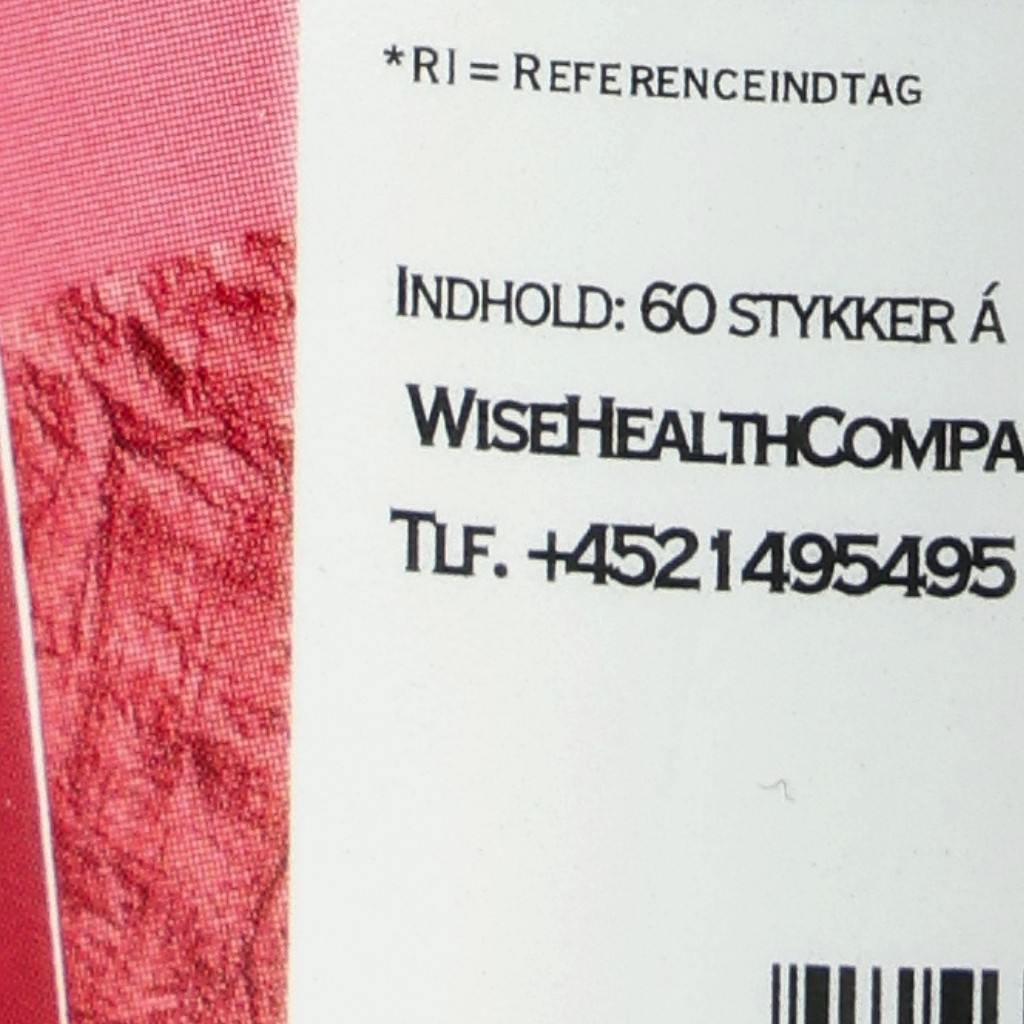 *RI = REFERENCEINDTAG
INDHOLD: 60 STYKKER Á
WISEHEALTHCOMPA
TLF. +4521495495